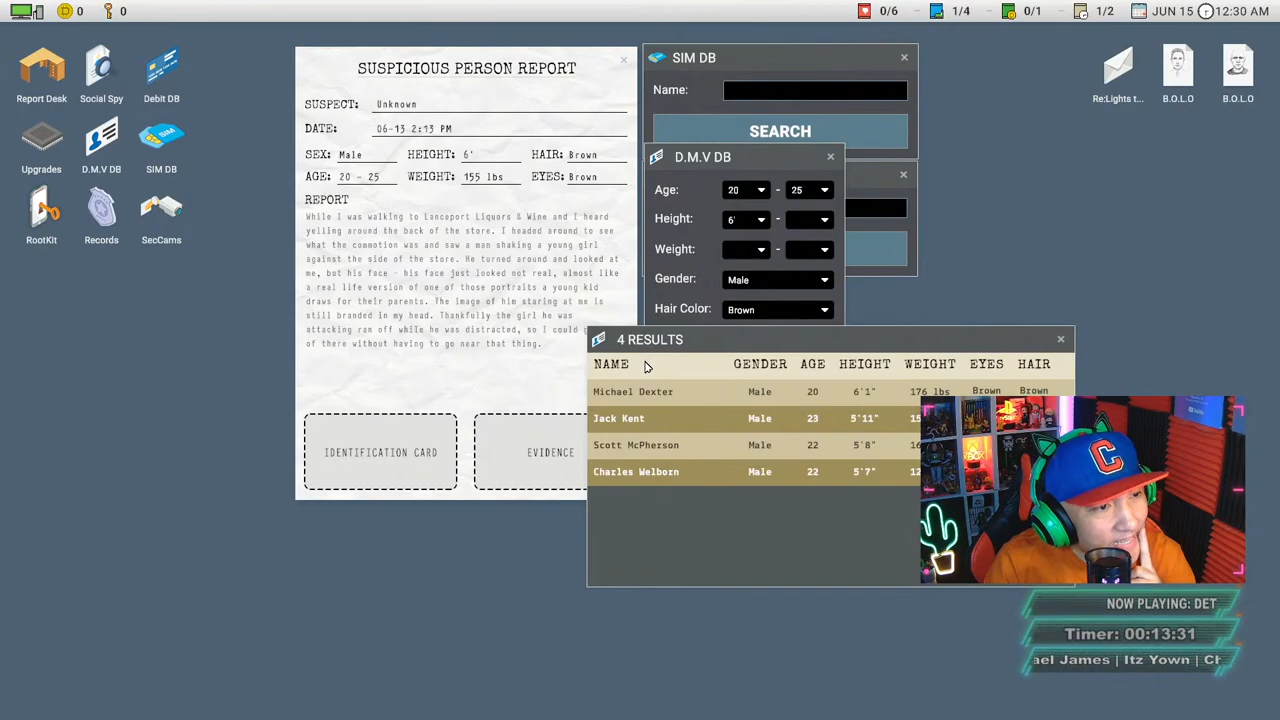 0
0
0/6
1/4
0/1
1/2
JUN 15
12:30 AM
Report Desk
Social Spy
Debit DB
Upgrades
D.M.V DB
SIM DB
RootKit
Records
SecCams
Re:Lights t...
B.O.L.O
B.O.L.O
SUSPICIOUS PERSON REPORT
SUSPECT: Unknown
DATE: 06-13 2:13 PM
SEX: Male HEIGHT: 6' HAIR: Brown
AGE: 20 - 25 WEIGHT: 155 lbs EYES: Brown
REPORT
While I was walking to Lanceport Liquors & Wine and I heard
yelling around the back of the store. I headed around to see
what the commotion was and saw a man shaking a young girl
against the side of the store. He turned around and looked at
me, but his face - his face just looked not real, almost like
a real life version of one of those portraits a young kid
draws for their parents. The image of him staring at me is
still branded in my head. Thankfully the girl he was
attacking ran off while he was distracted, so I could g
of there without having to go near that thing.
IDENTIFICATION CARD
EVIDENCE
SIM DB
Name:
SEARCH
D.M.V DB
Age: 20 - 25
Height: 6' -
Weight: -
Gender: Male
Hair Color: Brown
4 RESULTS
NAME GENDER AGE HEIGHT WEIGHT EYES HAIR
Michael Dexter Male 20 6'1" 176 lbs Brown Brown
Jack Kent Male 23 5'11" 15
Scott McPherson Male 22 5'8" 16
Charles Welborn Male 22 5'7" 12
NOW PLAYING: DET
Timer: 00:13:31
ael James | Itz Yown | Ch